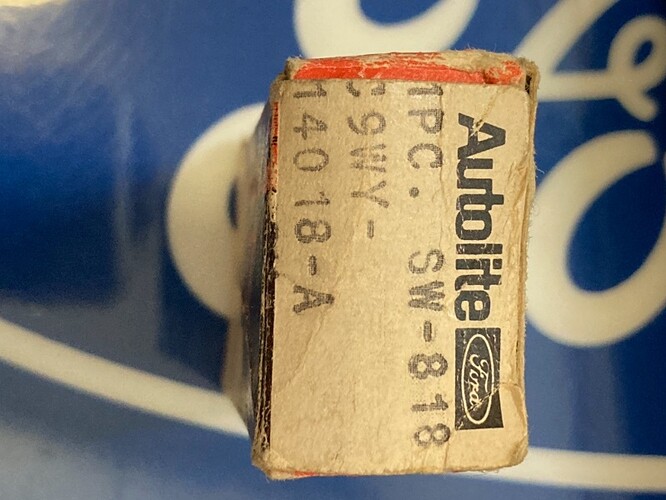 Autolite Ford
1PC. SW-818
C9WY-
14018-A